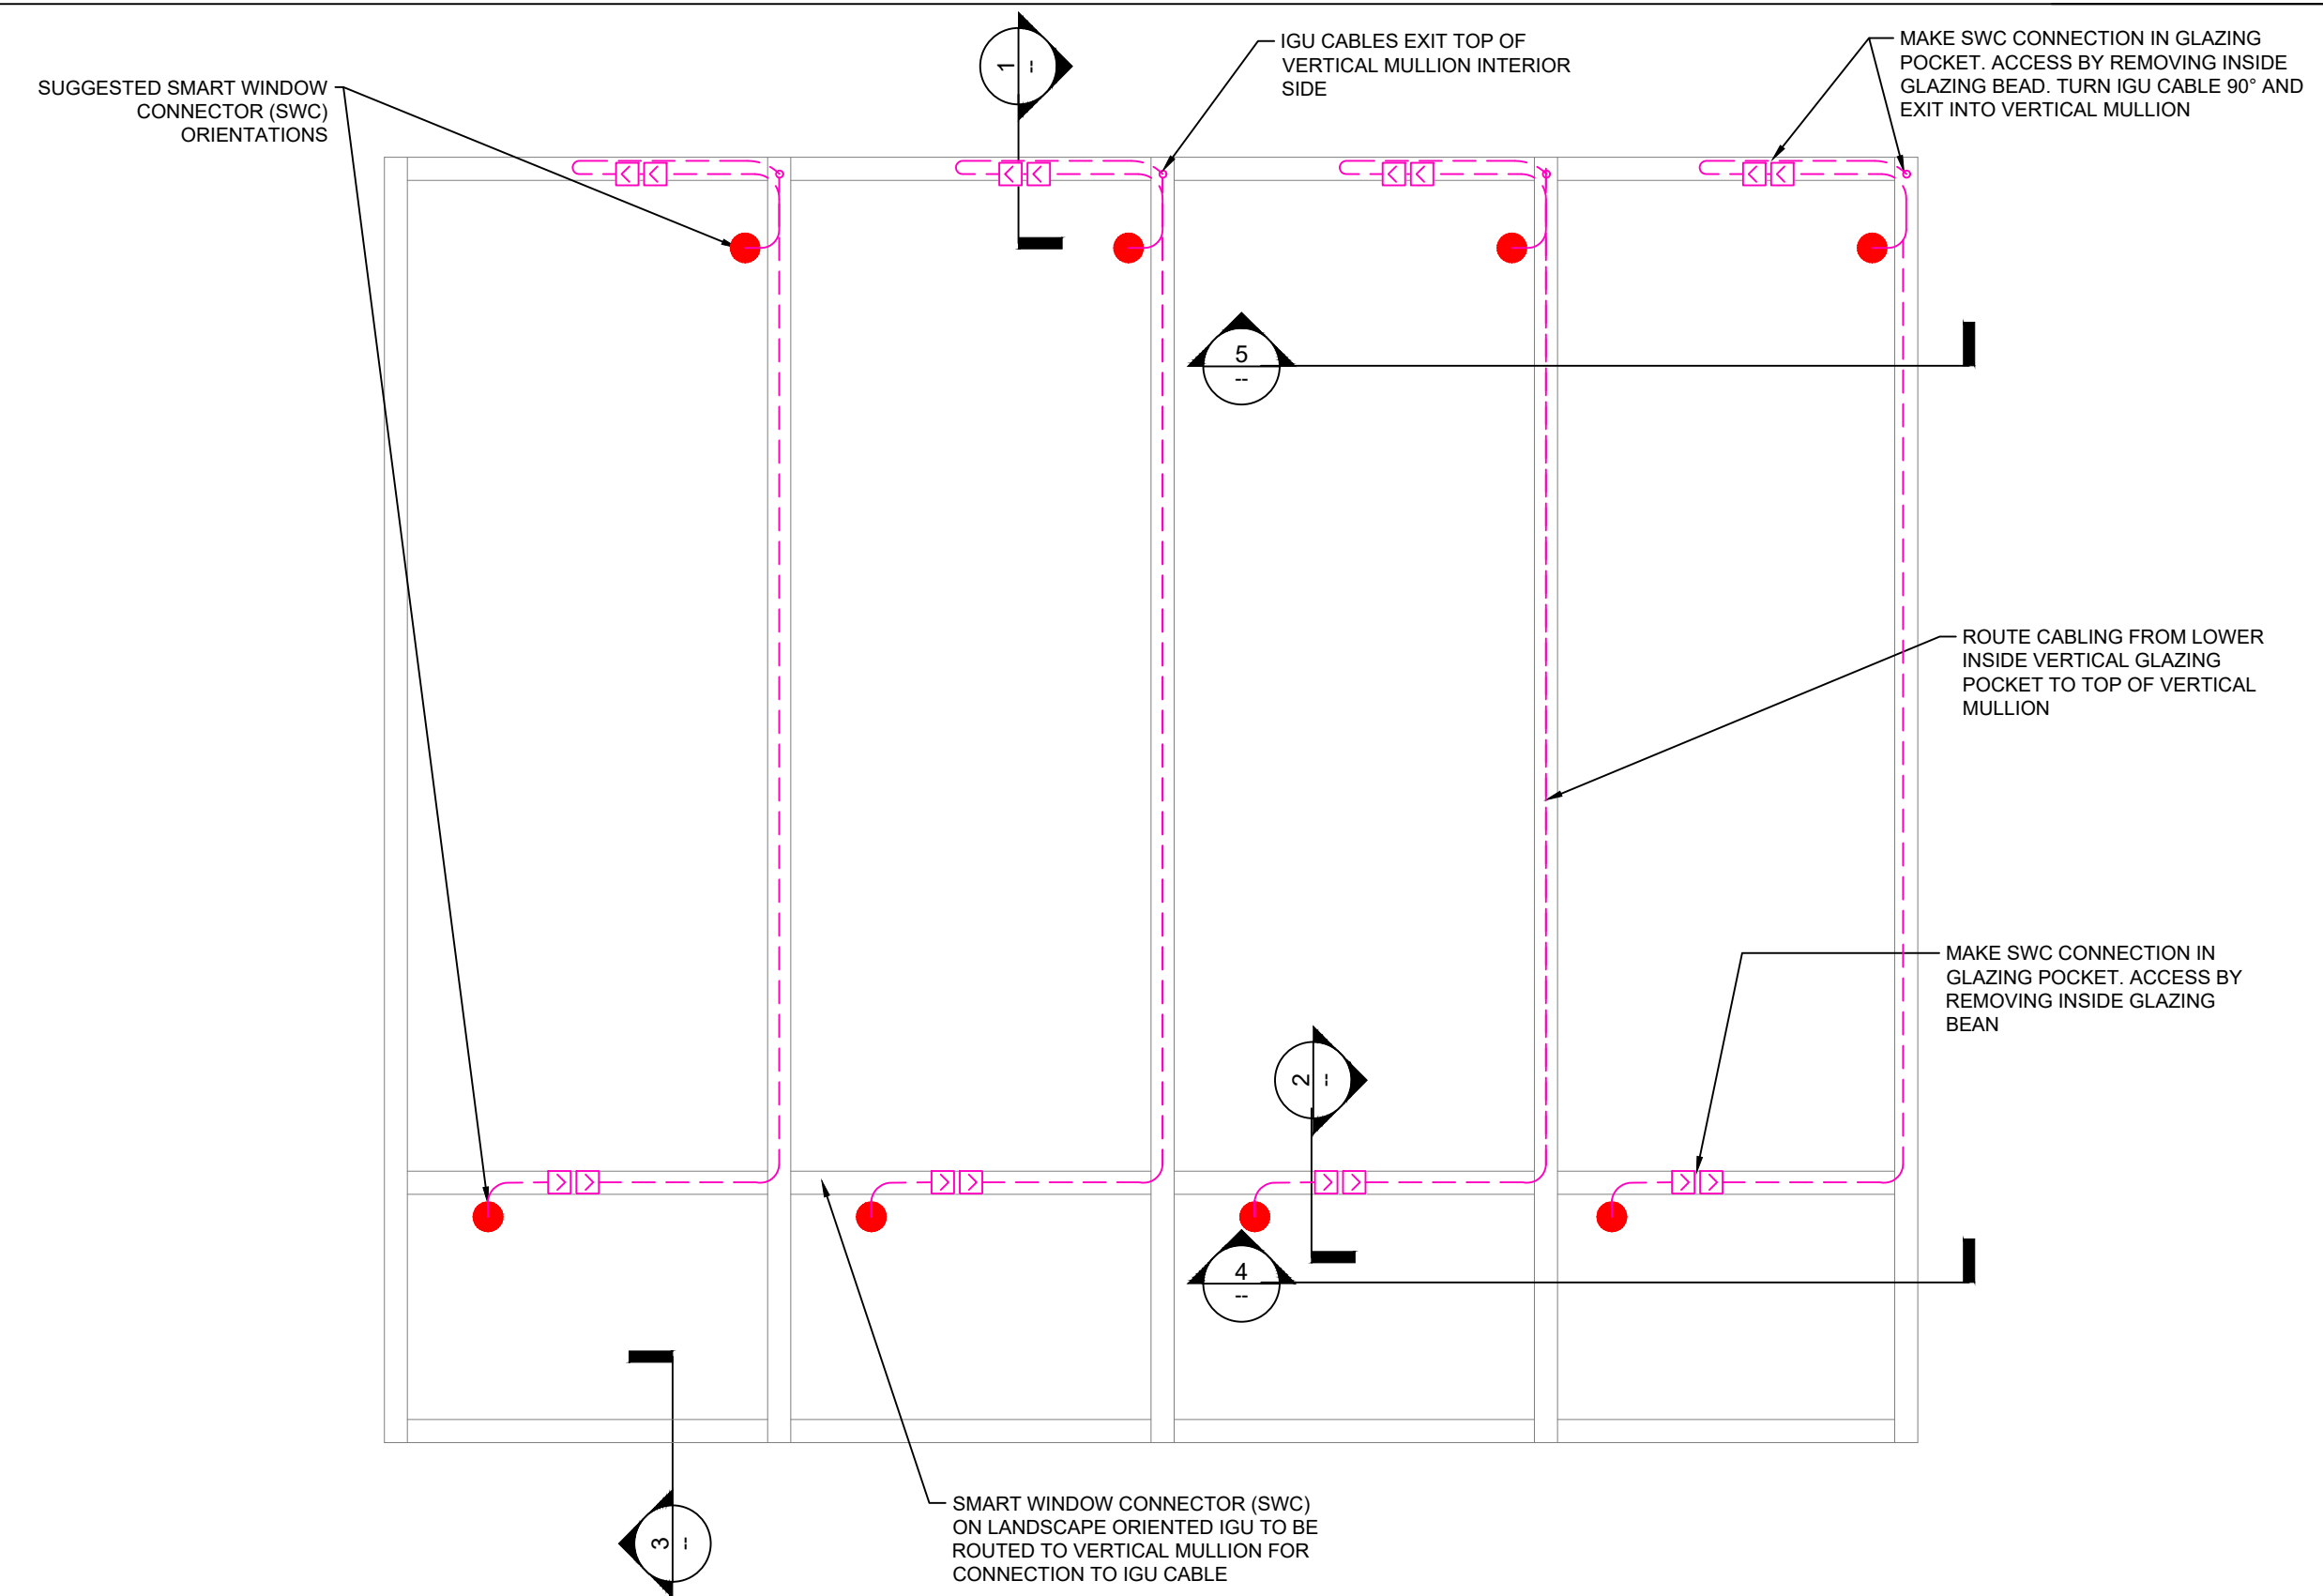 SUGGESTED SMART WINDOW
CONNECTOR (SWC)
ORIENTATIONS
1
--
IGU CABLES EXIT TOP OF
VERTICAL MULLION INTERIOR
SIDE
MAKE SWC CONNECTION IN GLAZING
POCKET. ACCESS BY REMOVING INSIDE
GLAZING BEAD. TURN IGU CABLE 90° AND
EXIT INTO VERTICAL MULLION
5
--
ROUTE CABLING FROM LOWER
INSIDE VERTICAL GLAZING
POCKET TO TOP OF VERTICAL
MULLION
MAKE SWC CONNECTION IN
GLAZING POCKET. ACCESS BY
REMOVING INSIDE GLAZING
BEAN
2
--
4
--
3
--
SMART WINDOW CONNECTOR (SWC)
ON LANDSCAPE ORIENTED IGU TO BE
ROUTED TO VERTICAL MULLION FOR
CONNECTION TO IGU CABLE